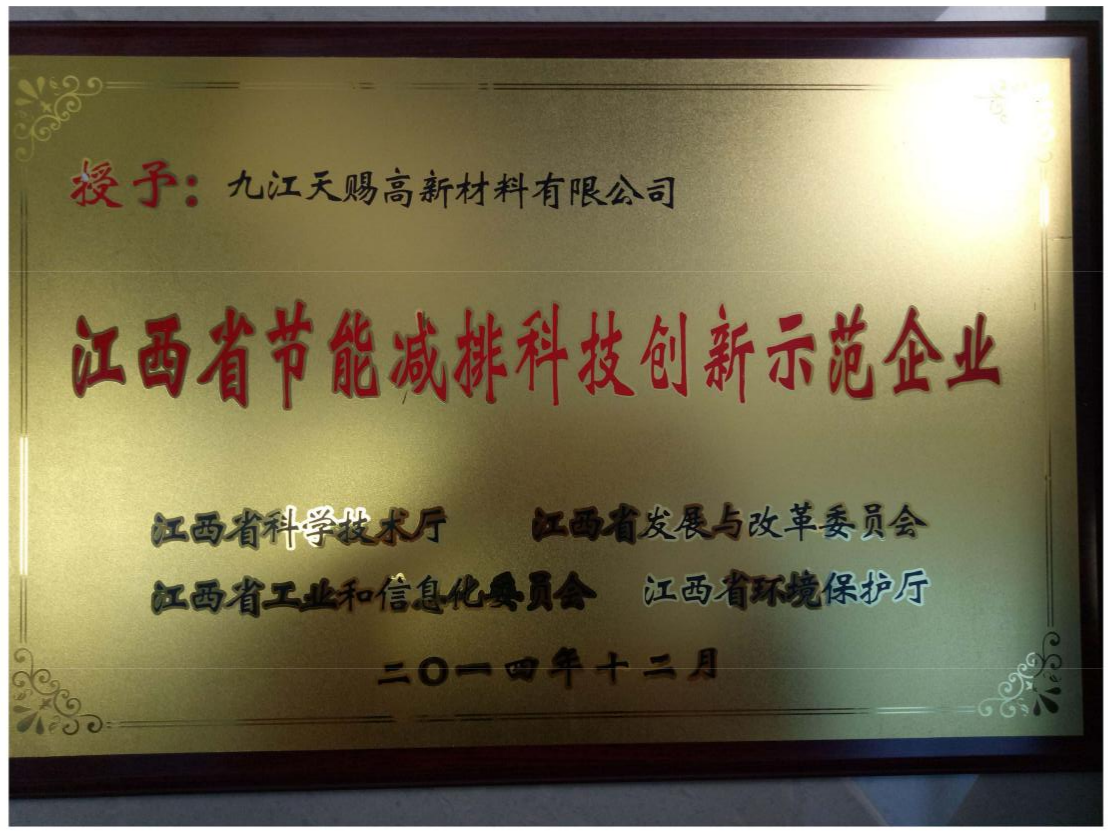 授予：九江天赐高新材料有限公司
江西省节能减排科技创新示范企业
江西省科学技术厅 江西省发展与改革委员会
江西省工业和信息化委员会 江西省环境保护厅
二〇一四年十二月